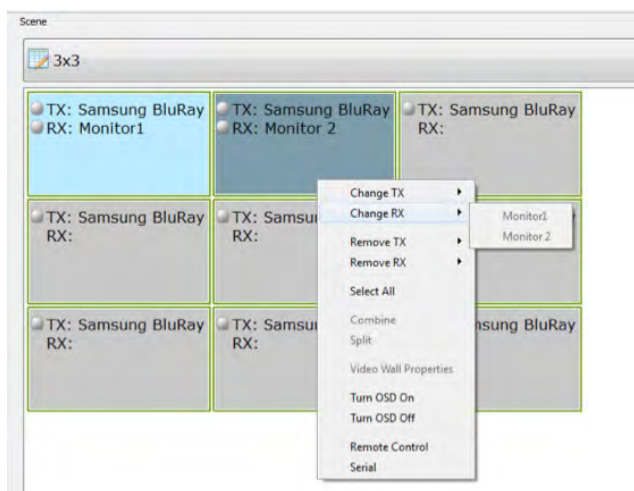 Scene
3x3
TX: Samsung BluRay
RX: Monitor1
TX: Samsung BluRay
RX: Monitor 2
TX: Samsung BluRay
RX:
TX: Samsung BluRay
RX:
TX: Samsu
RX:
TX: Samsung BluRay
RX:
TX: Samsu
RX:
sung BluRay
Change TX
Change RX
Remove TX
Remove RX
Select All
Combine
Split
Video Wall Properties
Turn OSD On
Turn OSD Off
Remote Control
Serial
Monitor1
Monitor 2